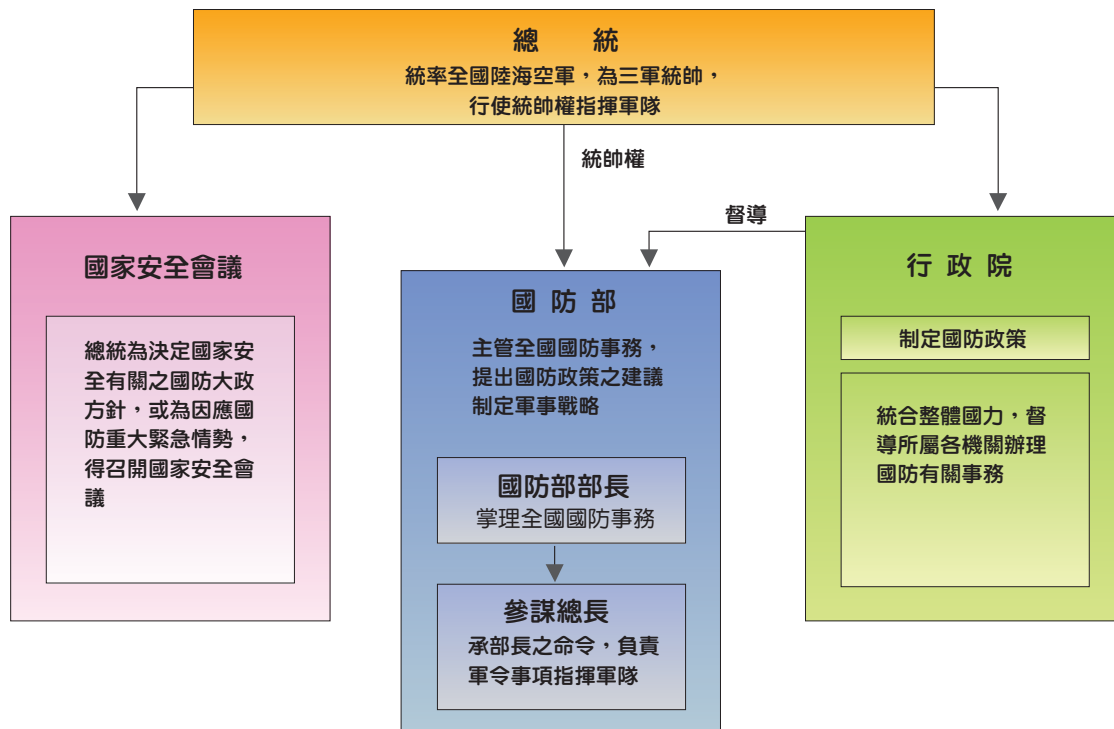 總 統
統率全國陸海空軍，為三軍統帥，
行使統帥權指揮軍隊
統帥權
督導
國家安全會議
總統為決定國家安
全有關之國防大政
方針，或為因應國
防重大緊急情勢，
得召開國家安全會
議
國 防 部
主管全國國防事務，
提出國防政策之建議
制定軍事戰略
國防部部長
掌理全國國防事務
參謀總長
承部長之命令，負責
軍令事項指揮軍隊
行 政 院
制定國防政策
統合整體國力，督
導所屬各機關辦理
國防有關事務